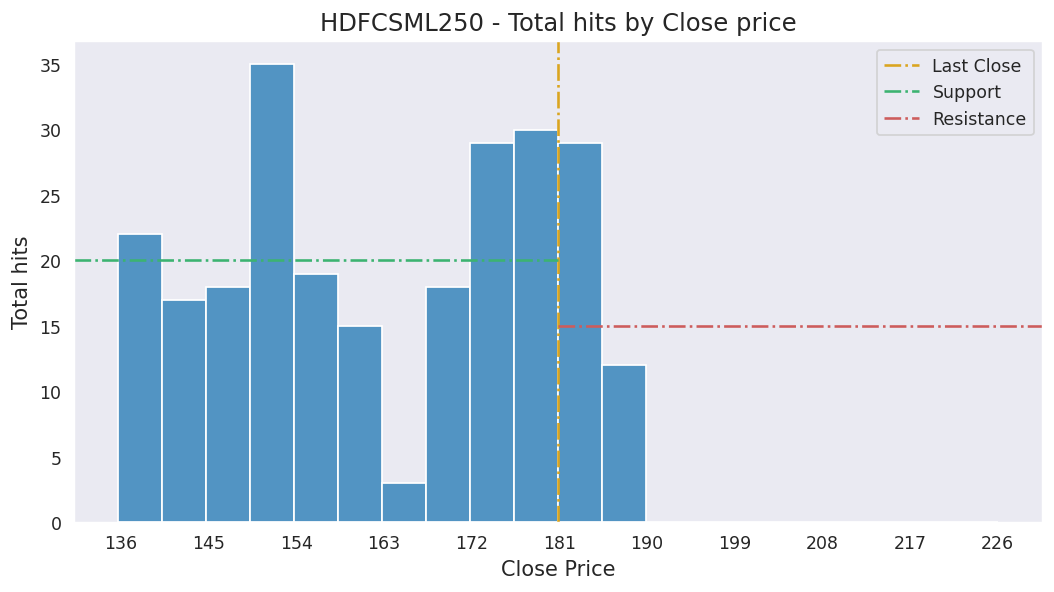 HDFCSML250 - Total hits by Close price
Last Close
Support
Resistance
Total hits
35
30
25
20
15
10
5
0
136 145 154 163 172 181 190 199 208 217 226
Close Price